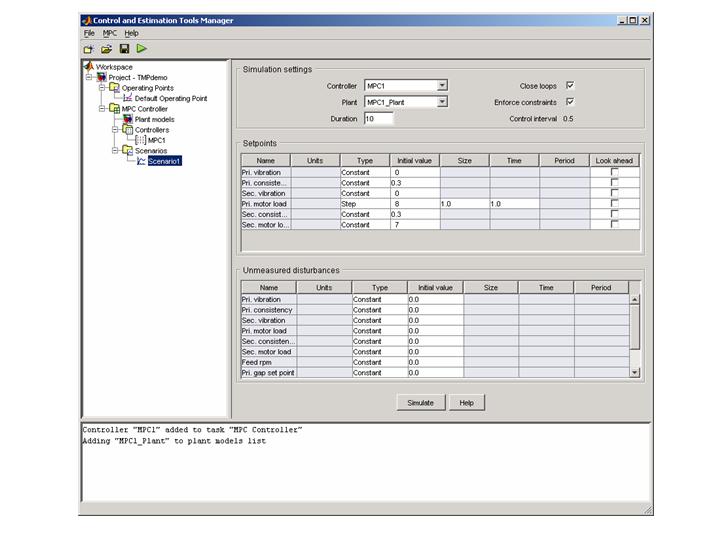 Control and Estimation Tools Manager
File MPC Help
Workspace
Project - TMPdemo
Operating Points
Default Operating Point
MPC Controller
Plant models
Controllers
MPC1
Scenarios
Scenario1
Simulation settings
Controller MPC1 Close loops
Plant MPC1_Plant Enforce constraints
Duration 10 Control interval 0.5
Setpoints
Name Units Type Initial value Size Time Period Look ahead
Pri. vibration Constant 0
Pri. consiste... Constant 0.3
Sec. vibration Constant 0
Pri. motor load Step 8 1.0 1.0
Sec. consist... Constant 0.3
Sec. motor lo... Constant 7
Unmeasured disturbances
Name Units Type Initial value Size Time Period
Pri. vibration Constant 0.0
Pri. consistency Constant 0.0
Sec. vibration Constant 0.0
Pri. motor load Constant 0.0
Sec. consisten... Constant 0.0
Sec. motor load Constant 0.0
Feed rpm Constant 0.0
Pri. gap set point Constant 0.0
Simulate Help
Controller "MPC1" added to task "MPC Controller"
Adding "MPC1_Plant" to plant models list